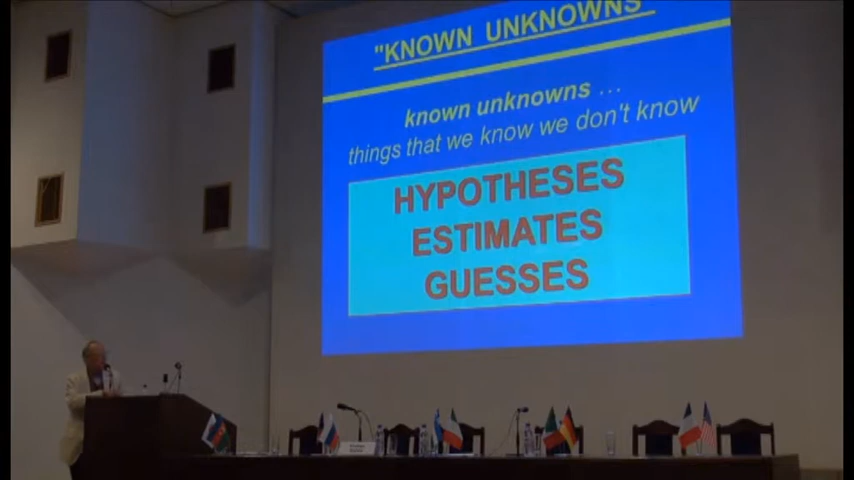 "KNOWN UNKNOWNS"
known unknowns ...
things that we know we don't know
HYPOTHESES
ESTIMATES
GUESSES